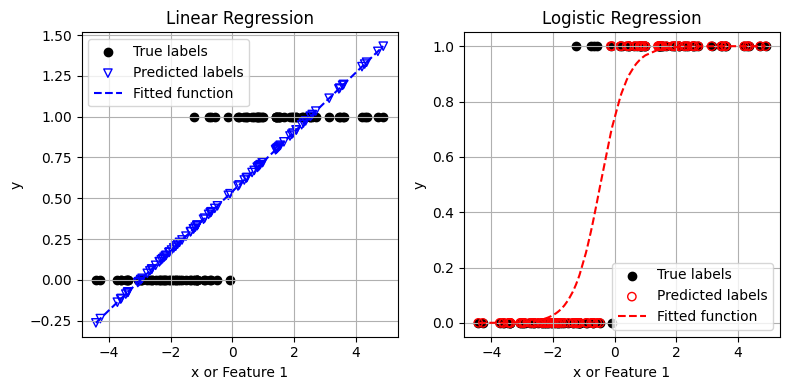 Linear Regression
True labels
Predicted labels
Fitted function
1.50
1.25
1.00
0.75
0.50
0.25
0.00
−0.25
y
−4
−2
0
2
4
x or Feature 1
Logistic Regression
1.0
0.8
0.6
0.4
0.2
0.0
y
True labels
Predicted labels
Fitted function
−4
−2
0
2
4
x or Feature 1